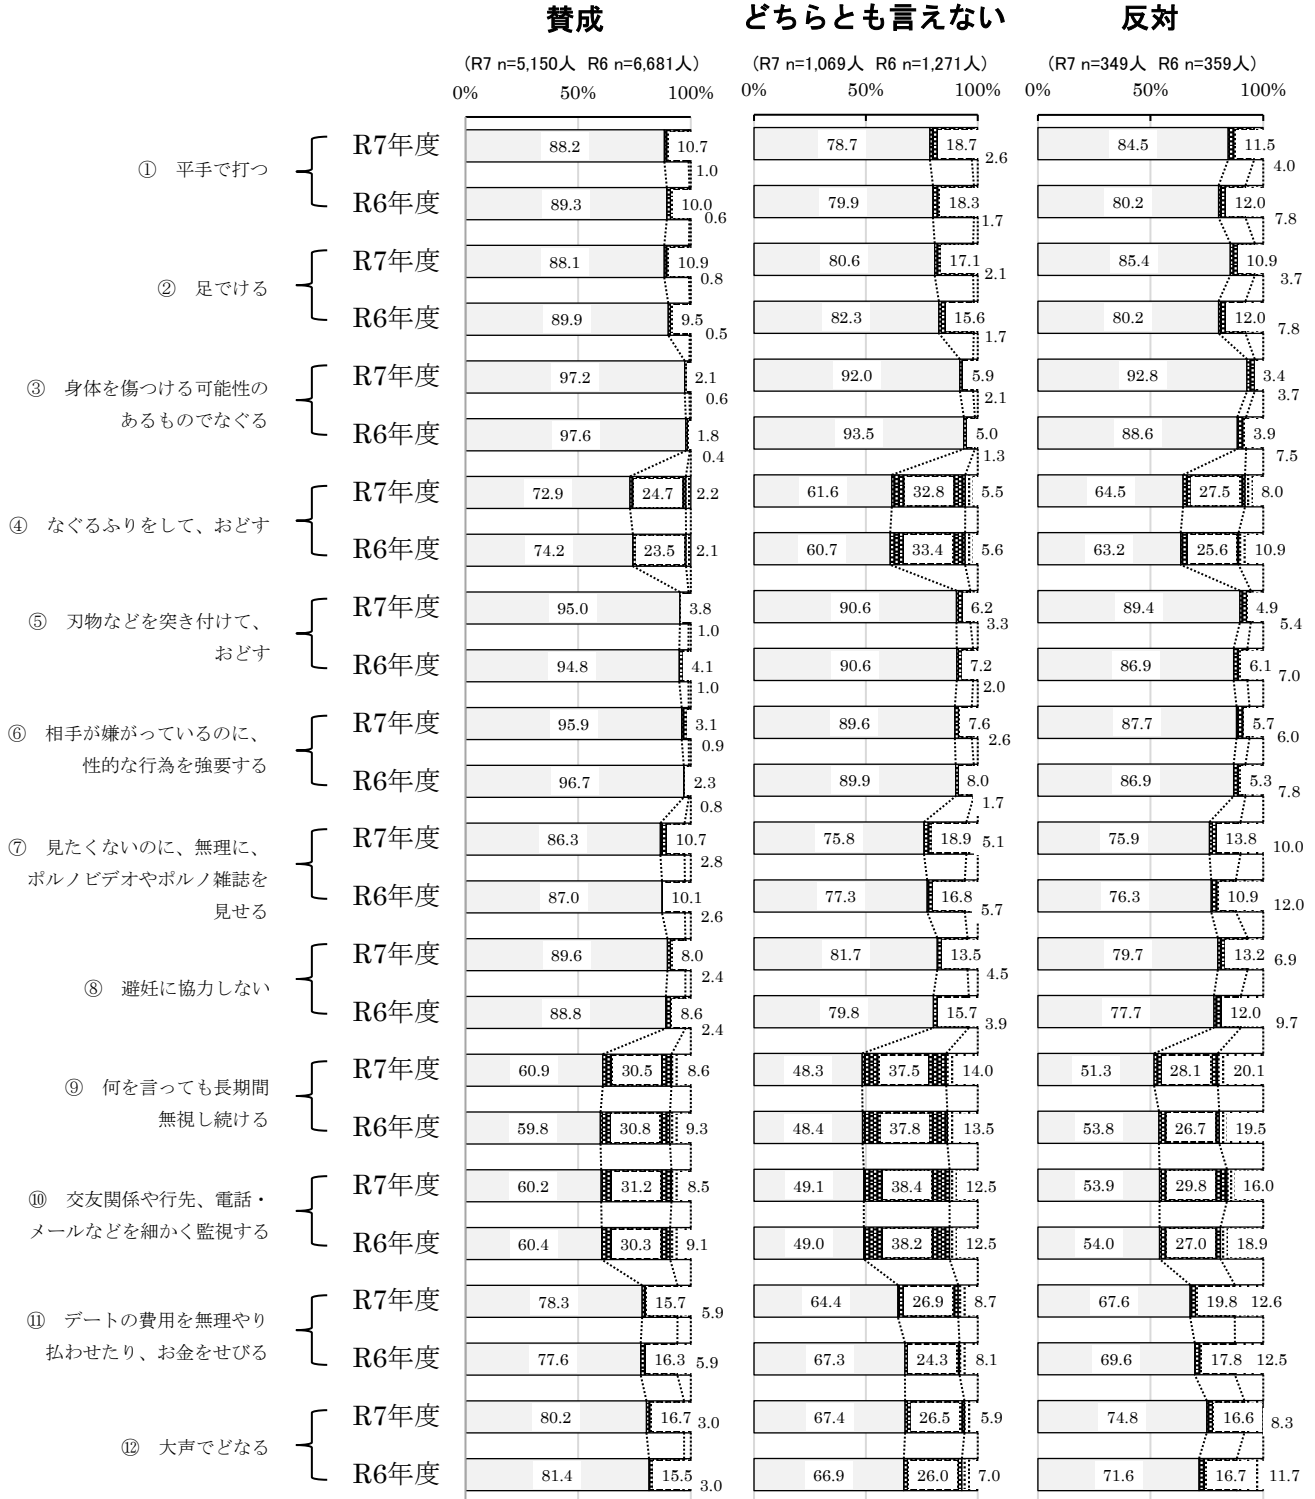 賛成　どちらとも言えない　反対
（R7 n=5,150人　R6 n=6,681人）　（R7 n=1,069人　R6 n=1,271人）　（R7 n=349人　R6 n=359人）
0%　50%　100%　0%　50%　100%　0%　50%　100%
①　平手で打つ
R7年度　88.2　10.7　1.0　78.7　18.7　2.6　84.5　11.5　4.0
R6年度　89.3　10.0　0.6　79.9　18.3　1.7　80.2　12.0　7.8
②　足でける
R7年度　88.1　10.9　0.8　80.6　17.1　2.1　85.4　10.9　3.7
R6年度　89.9　9.5　0.5　82.3　15.6　1.7　80.2　12.0　7.8
③　身体を傷つける可能性の
あるものでなぐる
R7年度　97.2　2.1　0.6　92.0　5.9　2.1　92.8　3.4　3.7
R6年度　97.6　1.8　0.4　93.5　5.0　1.3　88.6　3.9　7.5
④　なぐるふりをして、おどす
R7年度　72.9　24.7　2.2　61.6　32.8　5.5　64.5　27.5　8.0
R6年度　74.2　23.5　2.1　60.7　33.4　5.6　63.2　25.6　10.9
⑤　刃物などを突き付けて、
おどす
R7年度　95.0　3.8　1.0　90.6　6.2　3.3　89.4　4.9　5.4
R6年度　94.8　4.1　1.0　90.6　7.2　2.0　86.9　6.1　7.0
⑥　相手が嫌がっているのに、
性的な行為を強要する
R7年度　95.9　3.1　0.9　89.6　7.6　2.6　87.7　5.7　6.0
R6年度　96.7　2.3　0.8　89.9　8.0　1.7　86.9　5.3　7.8
⑦　見たくないのに、無理に、
ポルノビデオやポルノ雑誌を
見せる
R7年度　86.3　10.7　2.8　75.8　18.9　5.1　75.9　13.8　10.0
R6年度　87.0　10.1　2.6　77.3　16.8　5.7　76.3　10.9　12.0
⑧　避妊に協力しない
R7年度　89.6　8.0　2.4　81.7　13.5　4.5　79.7　13.2　6.9
R6年度　88.8　8.6　2.4　79.8　15.7　3.9　77.7　12.0　9.7
⑨　何を言っても長期間
無視し続ける
R7年度　60.9　30.5　8.6　48.3　37.5　14.0　51.3　28.1　20.1
R6年度　59.8　30.8　9.3　48.4　37.8　13.5　53.8　26.7　19.5
⑩　交友関係や行先、電話・
メールなどを細かく監視する
R7年度　60.2　31.2　8.5　49.1　38.4　12.5　53.9　29.8　16.0
R6年度　60.4　30.3　9.1　49.0　38.2　12.5　54.0　27.0　18.9
⑪　デートの費用を無理やり
払わせたり、お金をせびる
R7年度　78.3　15.7　5.9　64.4　26.9　8.7　67.6　19.8　12.6
R6年度　77.6　16.3　5.9　67.3　24.3　8.1　69.6　17.8　12.5
⑫　大声でどなる
R7年度　80.2　16.7　3.0　67.4　26.5　5.9　74.8　16.6　8.3
R6年度　81.4　15.5　3.0　66.9　26.0　7.0　71.6　16.7　11.7